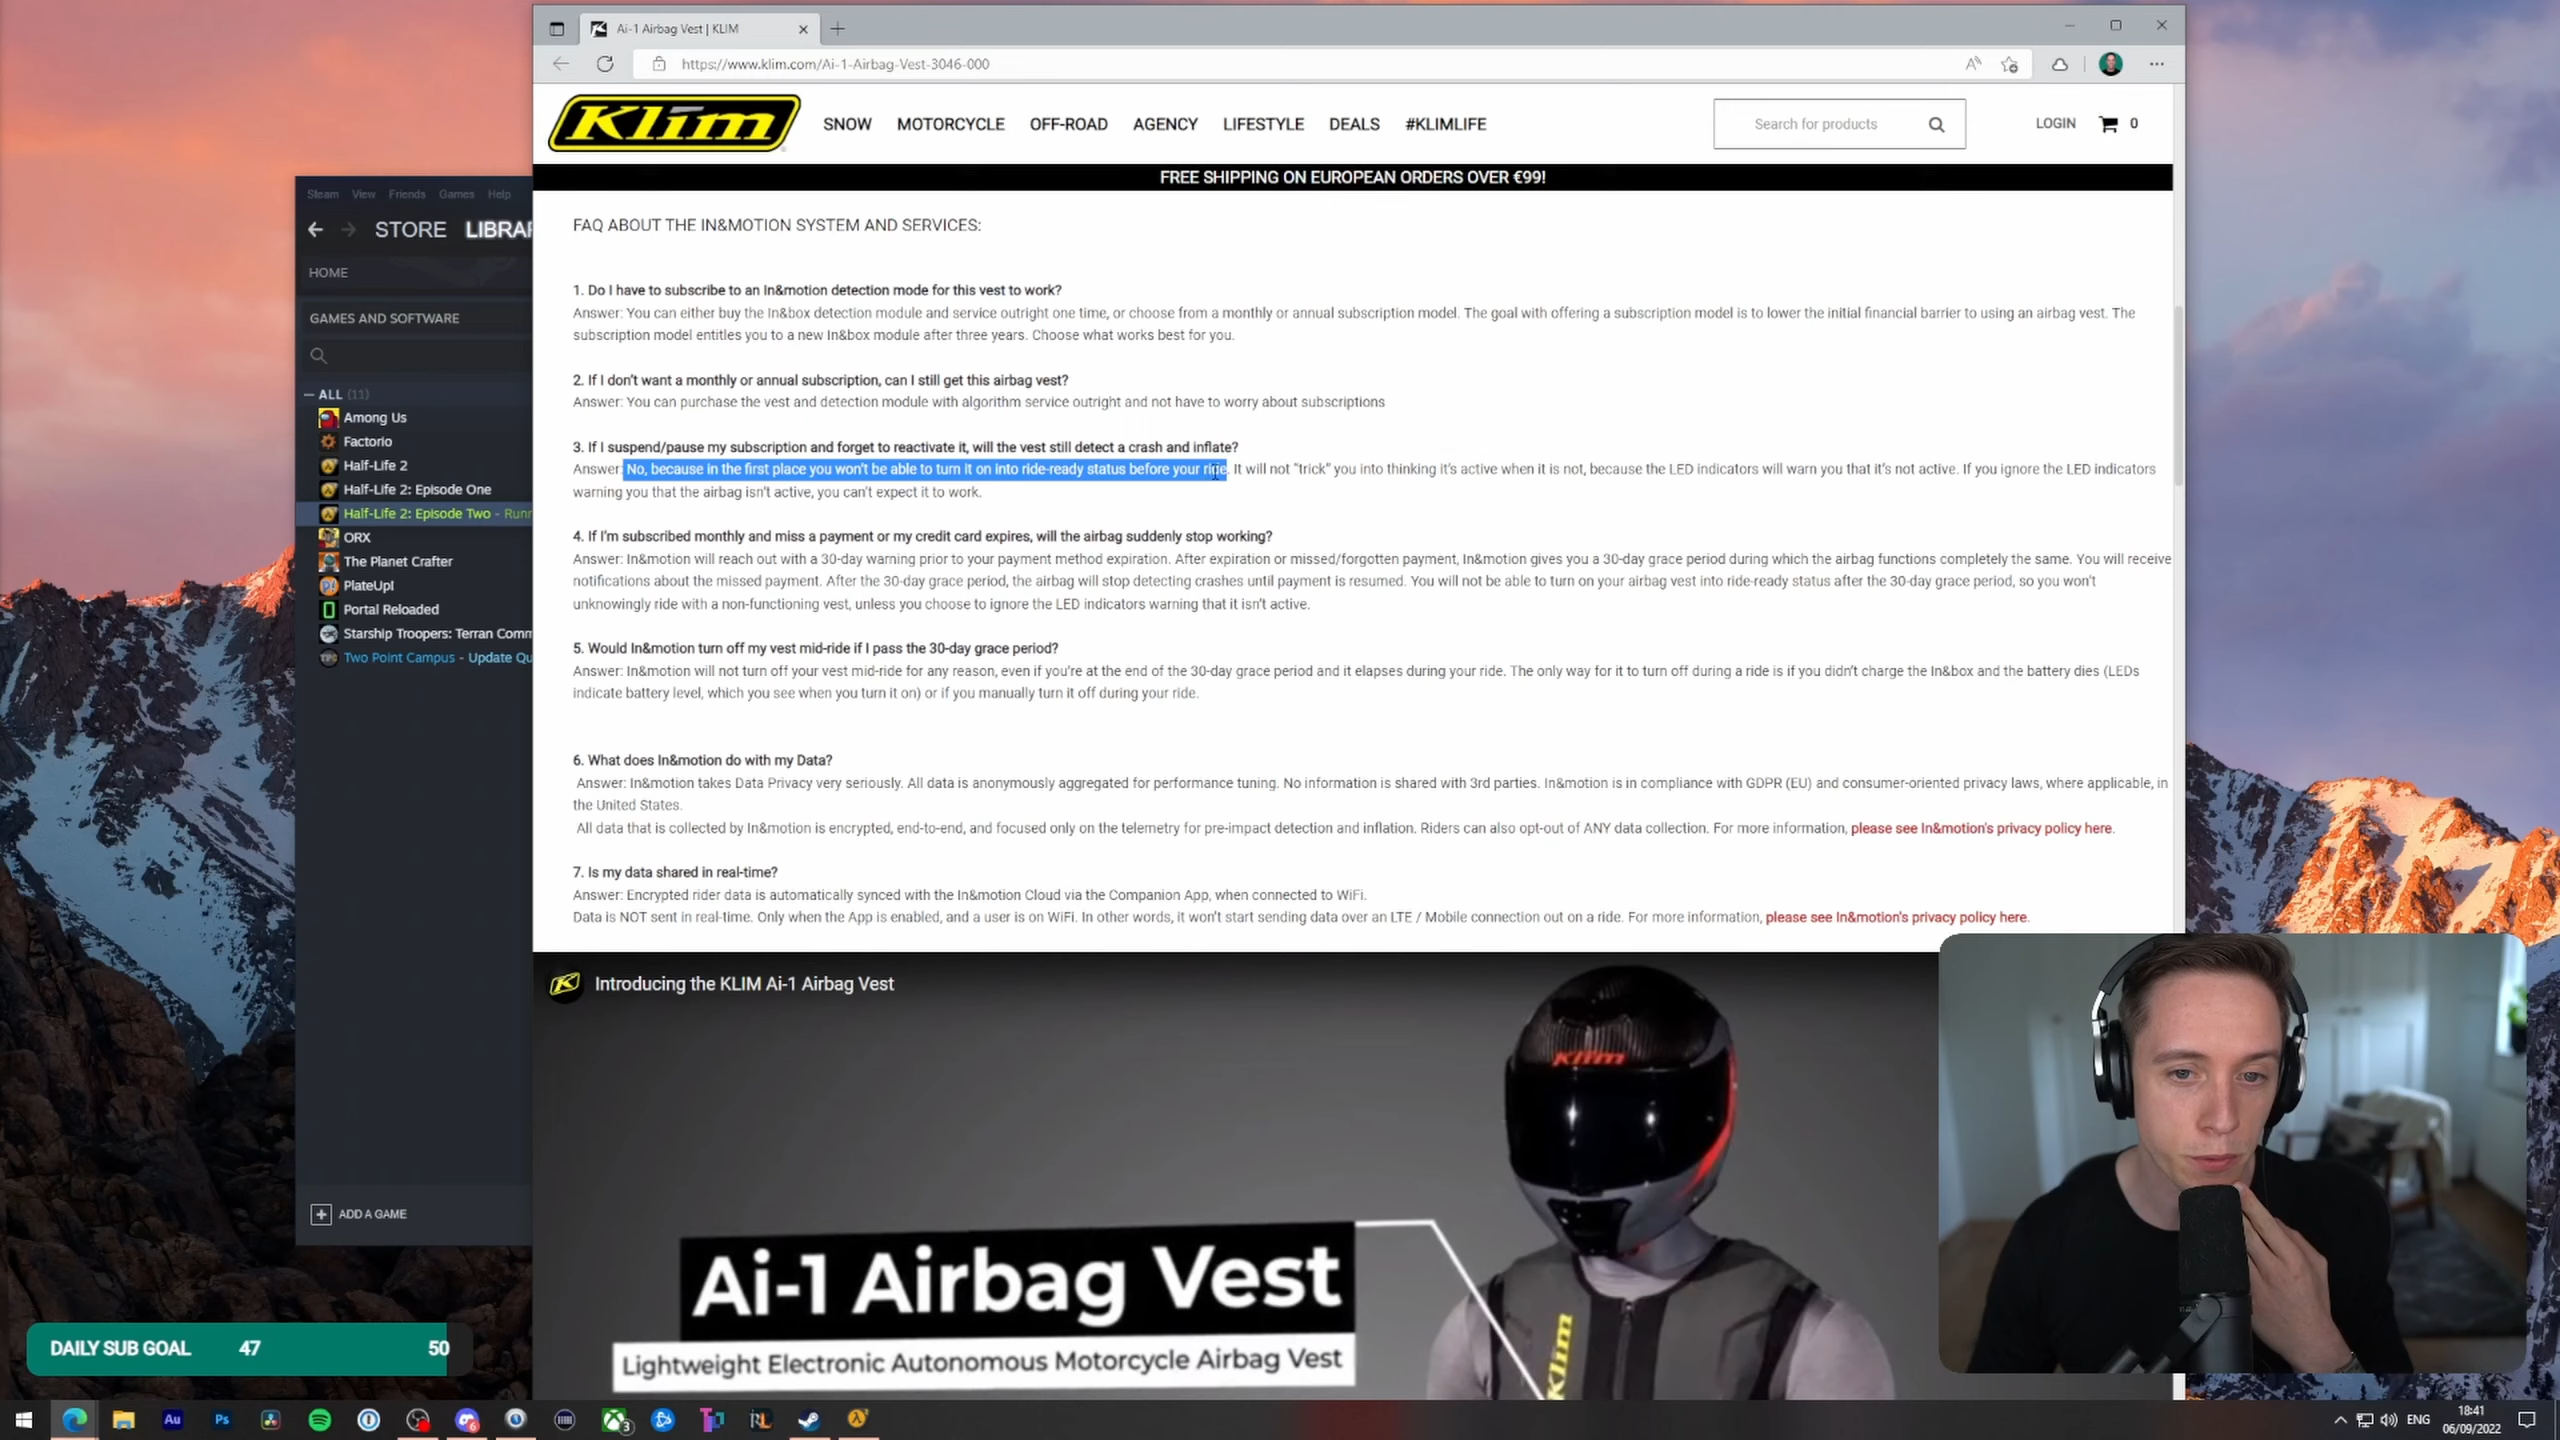 Ai-1 Airbag Vest | KLIM
https://www.klim.com/Ai-1-Airbag-Vest-3046-000
Klim
SNOW MOTORCYCLE OFF-ROAD AGENCY LIFESTYLE DEALS #KLIMLIFE
Search for products
LOGIN 0
FREE SHIPPING ON EUROPEAN ORDERS OVER €99!
Steam View Friends Games Help
STORE LIBRAR
HOME
GAMES AND SOFTWARE
ALL (11)
Among Us
Factorio
Half-Life 2
Half-Life 2: Episode One
Half-Life 2: Episode Two - Runn
ORX
The Planet Crafter
PlateUp!
Portal Reloaded
Starship Troopers: Terran Comm
Two Point Campus - Update Qu
ADD A GAME
FAQ ABOUT THE IN&MOTION SYSTEM AND SERVICES:
1. Do I have to subscribe to an In&motion detection mode for this vest to work?
Answer: You can either buy the In&box detection module and service outright one time, or choose from a monthly or annual subscription model. The goal with offering a subscription model is to lower the initial financial barrier to using an airbag vest. The
subscription model entitles you to a new In&box module after three years. Choose what works best for you.
2. If I don't want a monthly or annual subscription, can I still get this airbag vest?
Answer: You can purchase the vest and detection module with algorithm service outright and not have to worry about subscriptions
3. If I suspend/pause my subscription and forget to reactivate it, will the vest still detect a crash and inflate?
Answer: No, because in the first place you won't be able to turn it on into ride-ready status before your ride. It will not "trick" you into thinking it's active when it is not, because the LED indicators will warn you that it's not active. If you ignore the LED indicators
warning you that the airbag isn't active, you can't expect it to work.
4. If I'm subscribed monthly and miss a payment or my credit card expires, will the airbag suddenly stop working?
Answer: In&motion will reach out with a 30-day warning prior to your payment method expiration. After expiration or missed/forgotten payment, In&motion gives you a 30-day grace period during which the airbag functions completely the same. You will receive
notifications about the missed payment. After the 30-day grace period, the airbag will stop detecting crashes until payment is resumed. You will not be able to turn on your airbag vest into ride-ready status after the 30-day grace period, so you won't
unknowingly ride with a non-functioning vest, unless you choose to ignore the LED indicators warning that it isn't active.
5. Would In&motion turn off my vest mid-ride if I pass the 30-day grace period?
Answer: In&motion will not turn off your vest mid-ride for any reason, even if you're at the end of the 30-day grace period and it elapses during your ride. The only way for it to turn off during a ride is if you didn't charge the In&box and the battery dies (LEDs
indicate battery level, which you see when you turn it on) or if you manually turn it off during your ride.
6. What does In&motion do with my Data?
Answer: In&motion takes Data Privacy very seriously. All data is anonymously aggregated for performance tuning. No information is shared with 3rd parties. In&motion is in compliance with GDPR (EU) and consumer-oriented privacy laws, where applicable, in
the United States.
All data that is collected by In&motion is encrypted, end-to-end, and focused only on the telemetry for pre-impact detection and inflation. Riders can also opt-out of ANY data collection. For more information, please see In&motion's privacy policy here.
7. Is my data shared in real-time?
Answer: Encrypted rider data is automatically synced with the In&motion Cloud via the Companion App, when connected to WiFi.
Data is NOT sent in real-time. Only when the App is enabled, and a user is on WiFi. In other words, it won't start sending data over an LTE / Mobile connection out on a ride. For more information, please see In&motion's privacy policy here.
Introducing the KLIM Ai-1 Airbag Vest
Klim
Ai-1 Airbag Vest
Lightweight Electronic Autonomous Motorcycle Airbag Vest
Klim
DAILY SUB GOAL 47 50
Au Ps
ENG
18:41
06/09/2022